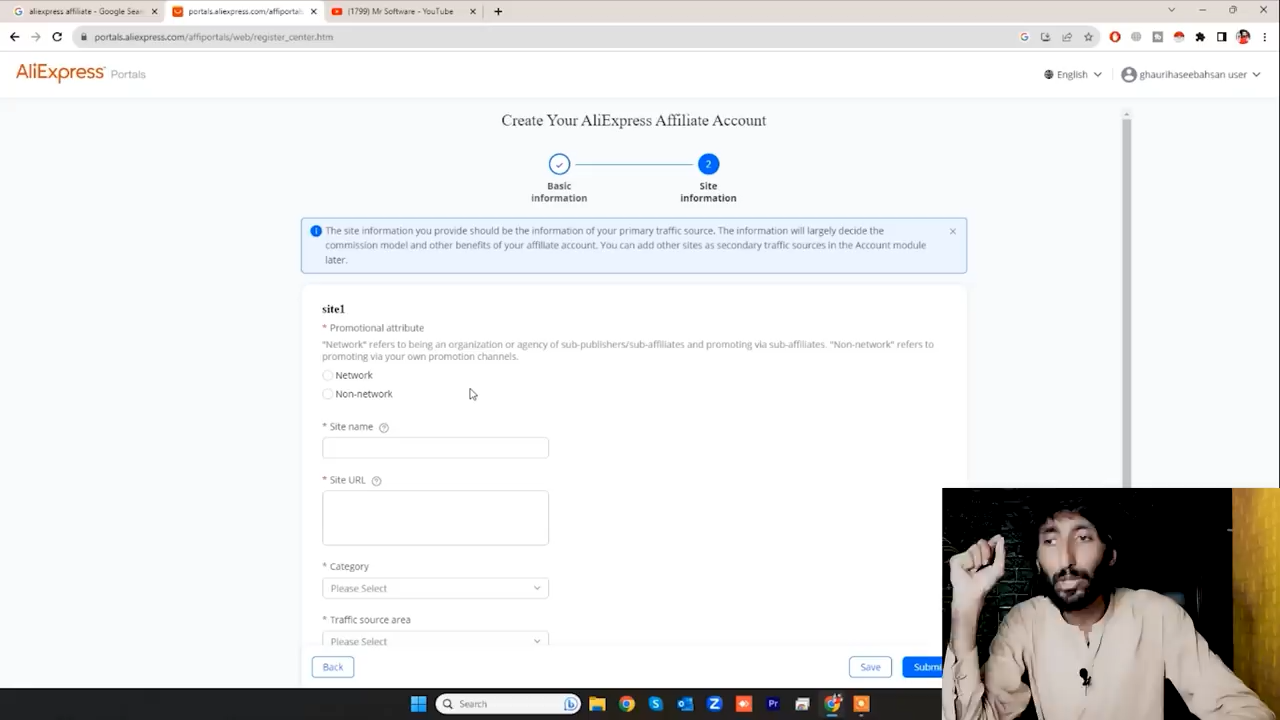 aliexpress affiliate - Google Sear
portals.aliexpress.com/affiportals
(1799) Mr Software - YouTube
portals.aliexpress.com/affiportals/web/register_center.htm
AliExpress Portals
English
ghaurihaseebahsan user
Create Your AliExpress Affiliate Account
2
Basic information
Site information
The site information you provide should be the information of your primary traffic source. The information will largely decide the
commission model and other benefits of your affiliate account. You can add other sites as secondary traffic sources in the Account module
later.
site1
* Promotional attribute
"Network" refers to being an organization or agency of sub-publishers/sub-affiliates and promoting via sub-affiliates. "Non-network" refers to
promoting via your own promotion channels.
Network
Non-network
* Site name
* Site URL
* Category
Please Select
* Traffic source area
Please Select
Back
Save
Submi
Search